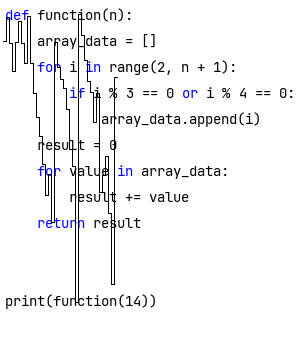 def function(n):
    array_data = []
    for i in range(2, n + 1):
        if i % 3 == 0 or i % 4 == 0:
            array_data.append(i)
    result = 0
    for value in array_data:
        result += value
    return result


print(function(14))